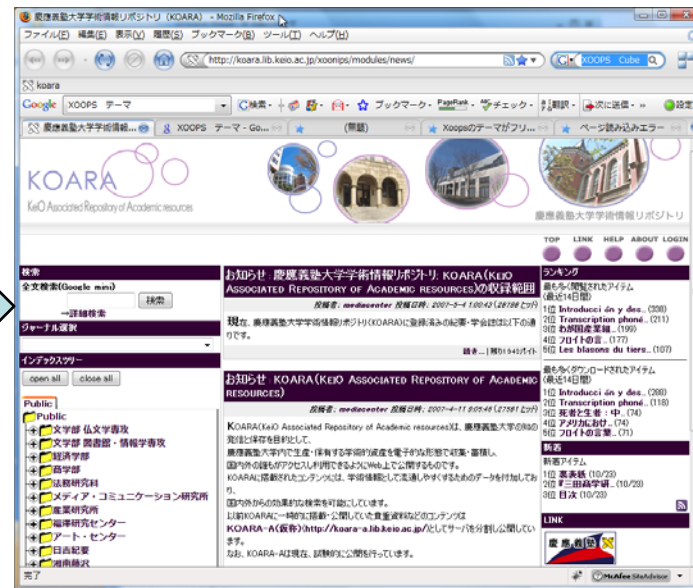 慶應義塾大学学術情報リポジトリ (KOARA) - Mozilla Firefox
ファイル(E) 編集(E) 表示(V) 履歴(S) ブックマーク(B) ツール(T) ヘルプ(H)
http://koara.lib.keio.ac.jp/xoonips/modules/news/
XOOPS Cube
koara
Google XOOPS テーマ 検索 ブックマーク PageRank チェック 翻訳 次に送信 設定
慶應義塾大学学術情報... XOOPS テーマ - Go... (無題) Xoopsのテーマがフリ... ページ読み込みエラー
KOARA
KeiO Associated Repository of Academic resources
慶應義塾大学学術情報リポジトリ
TOP LINK HELP ABOUT LOGIN
検索
全文検索(Google mini)
検索
→詳細検索
ジャーナル選択
インデックスツリー
open all close all
Public
Public
文学部 仏文学専攻
文学部 図書館・情報学専攻
経済学部
商学部
法務研究科
メディア・コミュニケーション研究所
産業研究所
福澤研究センター
アート・センター
日吉紀要
湘南藤沢
お知らせ : 慶應義塾大学学術情報リポジトリ: KOARA(KeiO Associated Repository of Academic resources)の収録範囲
投稿者: mediacenter 投稿日時: 2007-5-4 1:00:42 (28786 ヒット)
現在、慶應義塾大学学術情報リポジトリ(KOARA)に登録済みの紀要・学会誌は以下の通りです。
続き... | 残り1943バイト
お知らせ : KOARA(KeiO Associated Repository of Academic resources)
投稿者: mediacenter 投稿日時: 2007-4-11 9:05:46 (27581 ヒット)
KOARA(KeiO Associated Repository of Academic resources)は、慶應義塾大学の知の
発信と保存を目的として、
慶應義塾大学内で生産・保有する学術的資産を電子的な形態で収集・蓄積し、
国内外の誰もがアクセスし利用できるようにWeb上で公開するものです。
KOARAに搭載されたコンテンツは、学術情報として流通しやすくするためのデータを付加してお
り、
国内外からの効果的な検索を可能にしています。
以前KOARAに一時的に搭載・公開していた貴重資料などのコンテンツは
KOARA-A(仮称)(http://koara-a.lib.keio.ac.jp/)としてサーバを分割し公開してい
ます。
なお、KOARA-Aは現在、試験的に公開を行っています。
ランキング
最も多く閲覧されたアイテム
(最近14日間)
1位 Introducci ón y des.. (338)
2位 Transcription phoné.. (211)
3位 わが国産業組.. (199)
4位 フロイトの言.. (177)
5位 Les blasons du tiers.. (107)
最も多くダウンロードされたアイテム
(最近14日間)
1位 Introducci ón y des.. (288)
2位 Transcription phoné.. (118)
3位 死者と生者 : 中.. (74)
4位 アメリカにおけ.. (74)
5位 フロイトの言葉.. (71)
新着
新着アイテム
1位 裏表紙 (10/23)
2位 『三田商学研.. (10/23)
3位 目次 (10/23)
LINK
慶應義塾
完了
McAfee SiteAdvisor